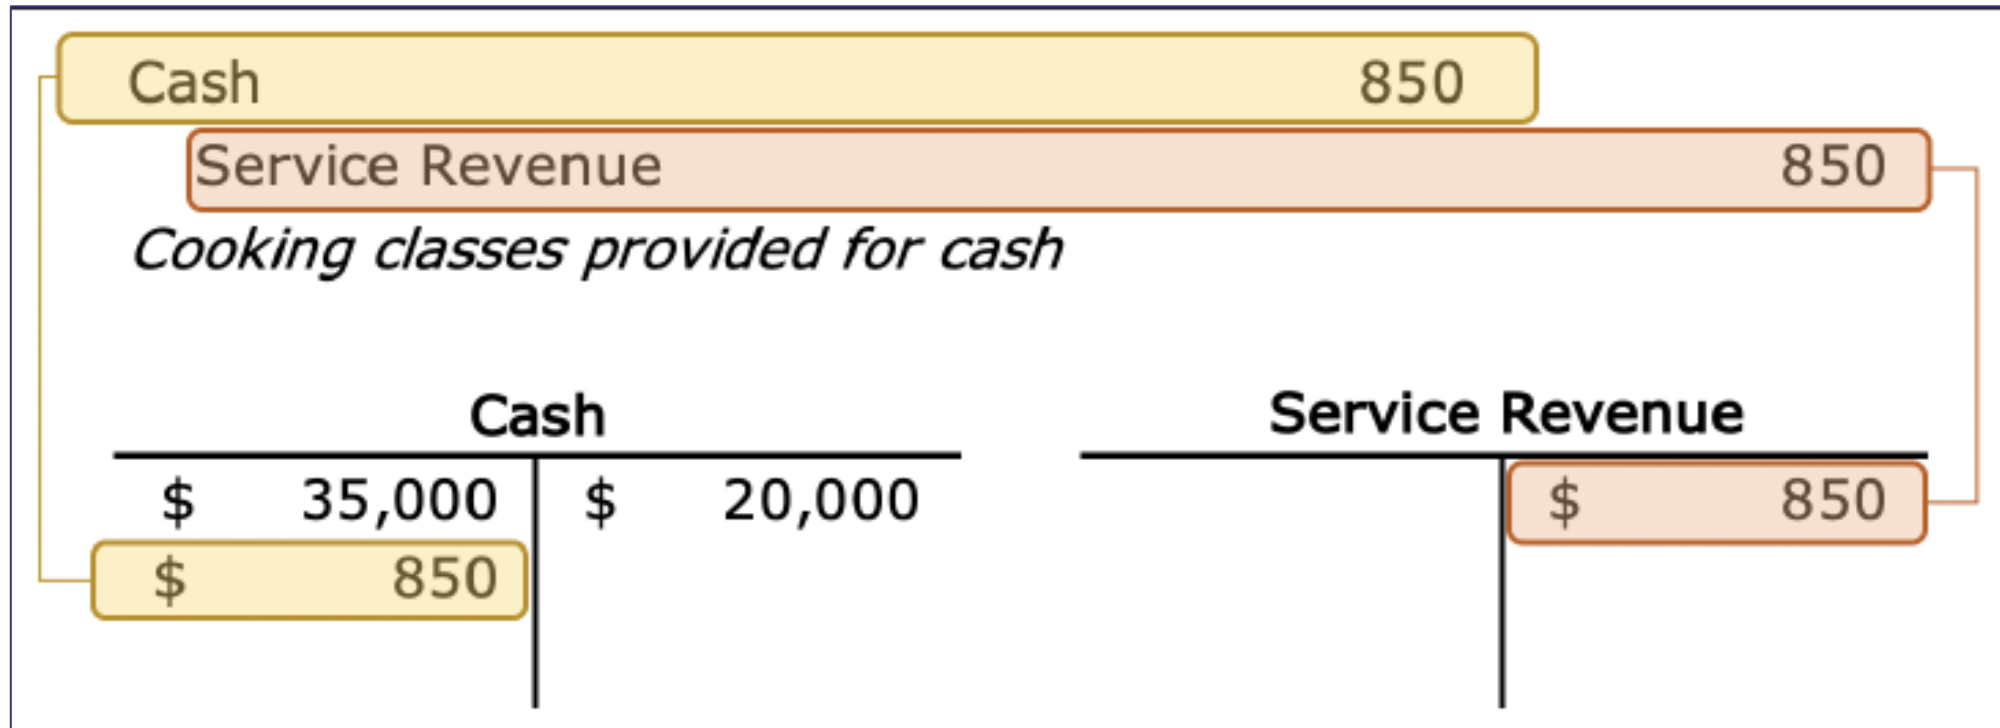 Cash 850
Service Revenue 850
Cooking classes provided for cash
Cash Service Revenue
$ 35,000 $ 20,000 $ 850
$ 850